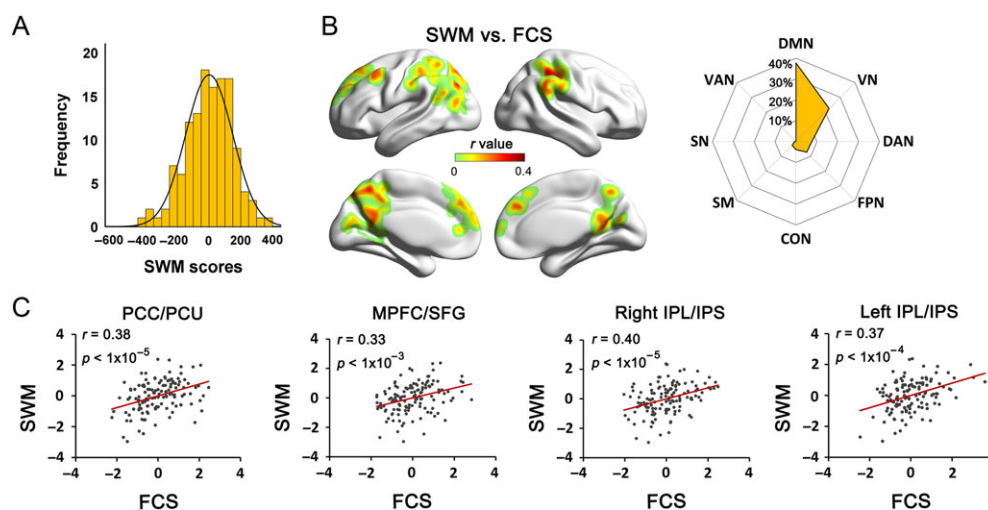 A
20
15
10
5
0
Frequency
−600 −400 −200 0 200 400
SWM scores
B
SWM vs. FCS
r value
0 0.4
DMN
VN
DAN
FPN
CON
SM
SN
VAN
40%
30%
20%
10%
C
PCC/PCU
r = 0.38
p < 1x10−5
4
2
0
−2
−4
SWM
−4 −2 0 2 4
FCS
MPFC/SFG
r = 0.33
p < 1x10−3
4
2
0
−2
−4
SWM
−4 −2 0 2 4
FCS
Right IPL/IPS
r = 0.40
p < 1x10−5
4
2
0
−2
−4
SWM
−4 −2 0 2 4
FCS
Left IPL/IPS
r = 0.37
p < 1x10−4
4
2
0
−2
−4
SWM
−4 −2 0 2
FCS